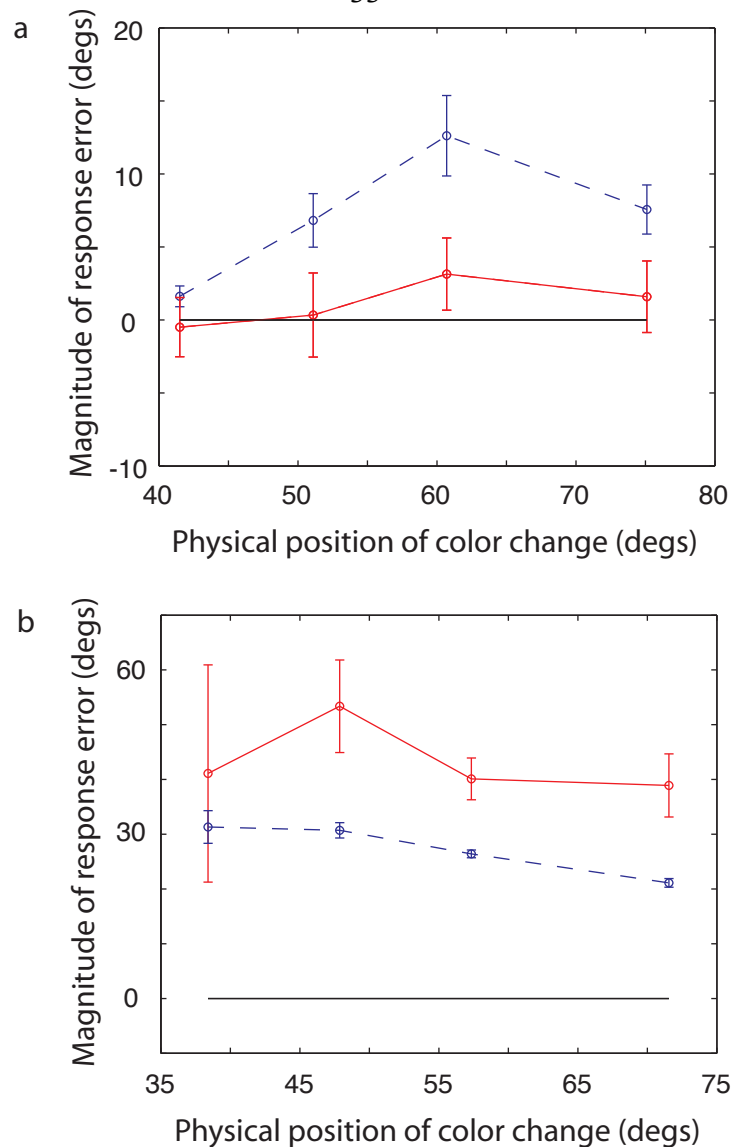 a
Magnitude of response error (degs)
20
10
0
-10
40
50
60
70
80
Physical position of color change (degs)
b
Magnitude of response error (degs)
60
30
0
35
45
55
65
75
Physical position of color change (degs)